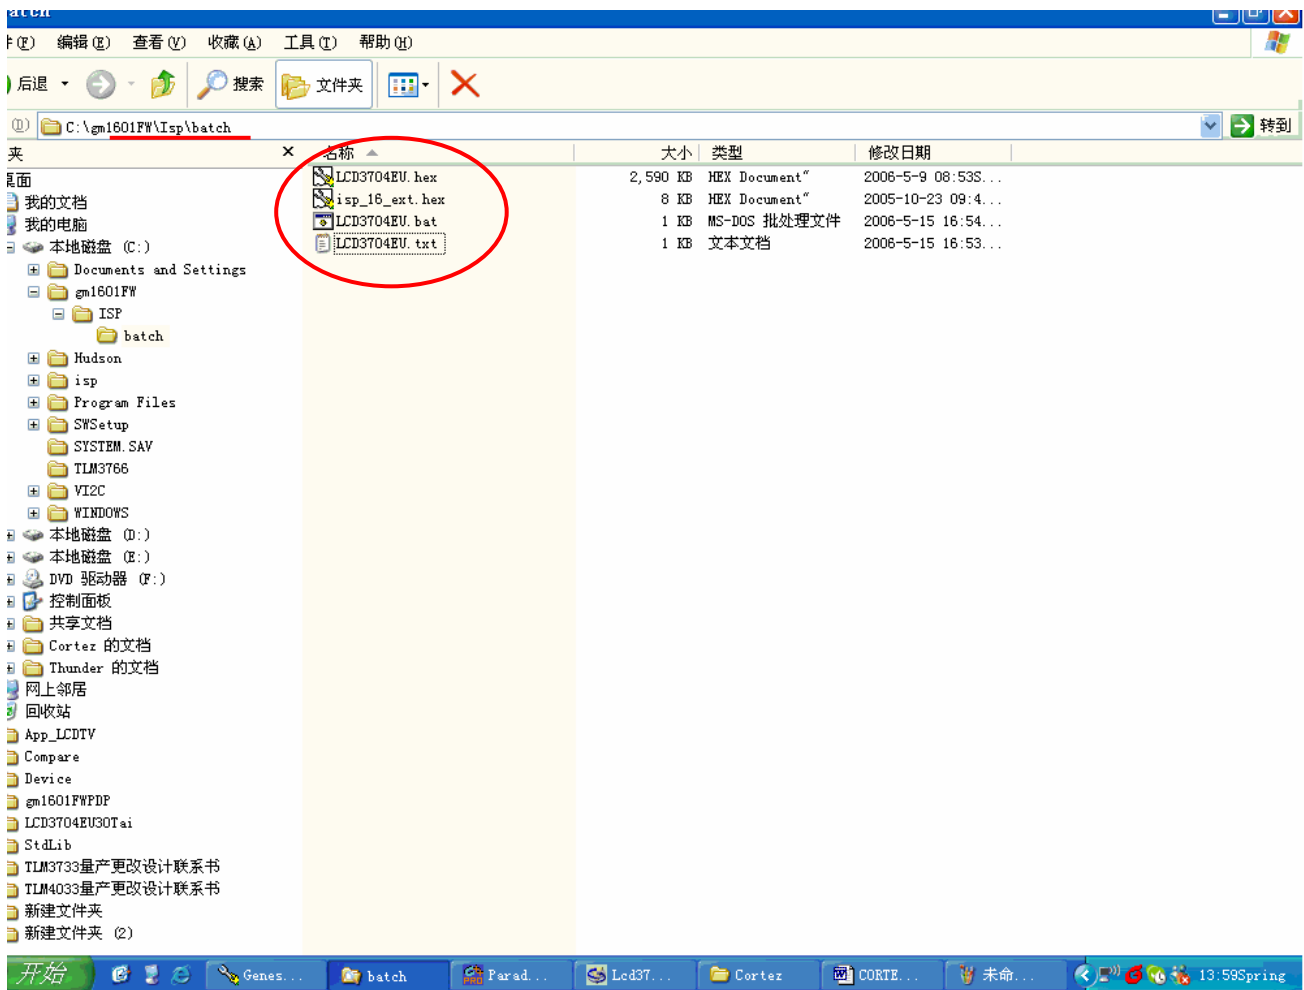 batch
件(F) 编辑(E) 查看(V) 收藏(A) 工具(T) 帮助(H)
后退 搜索 文件夹
(D) C:\gm1601FW\Isp\batch 转到
夹
名称 大小 类型 修改日期
LCD3704EU.hex 2,590 KB HEX Document" 2006-5-9 08:53S...
isp_16_ext.hex 8 KB HEX Document" 2005-10-23 09:4...
LCD3704EU.bat 1 KB MS-DOS 批处理文件 2006-5-15 16:54...
LCD3704EU.txt 1 KB 文本文档 2006-5-15 16:53...
桌面
我的文档
我的电脑
本地磁盘 (C:)
Documents and Settings
gm1601FW
ISP
batch
Hudson
isp
Program Files
SWSetup
SYSTEM.SAV
TLM3766
VI2C
WINDOWS
本地磁盘 (D:)
本地磁盘 (E:)
DVD 驱动器 (F:)
控制面板
共享文档
Cortez 的文档
Thunder 的文档
网上邻居
回收站
App_LCDTV
Compare
Device
gm1601FWPDP
LCD3704EU30Tai
StdLib
TLM3733量产更改设计联系书
TLM4033量产更改设计联系书
新建文件夹
新建文件夹 (2)
开始 Genes... batch Parad... Lcd37... Cortez CORTE... 未命... 13:59Spring